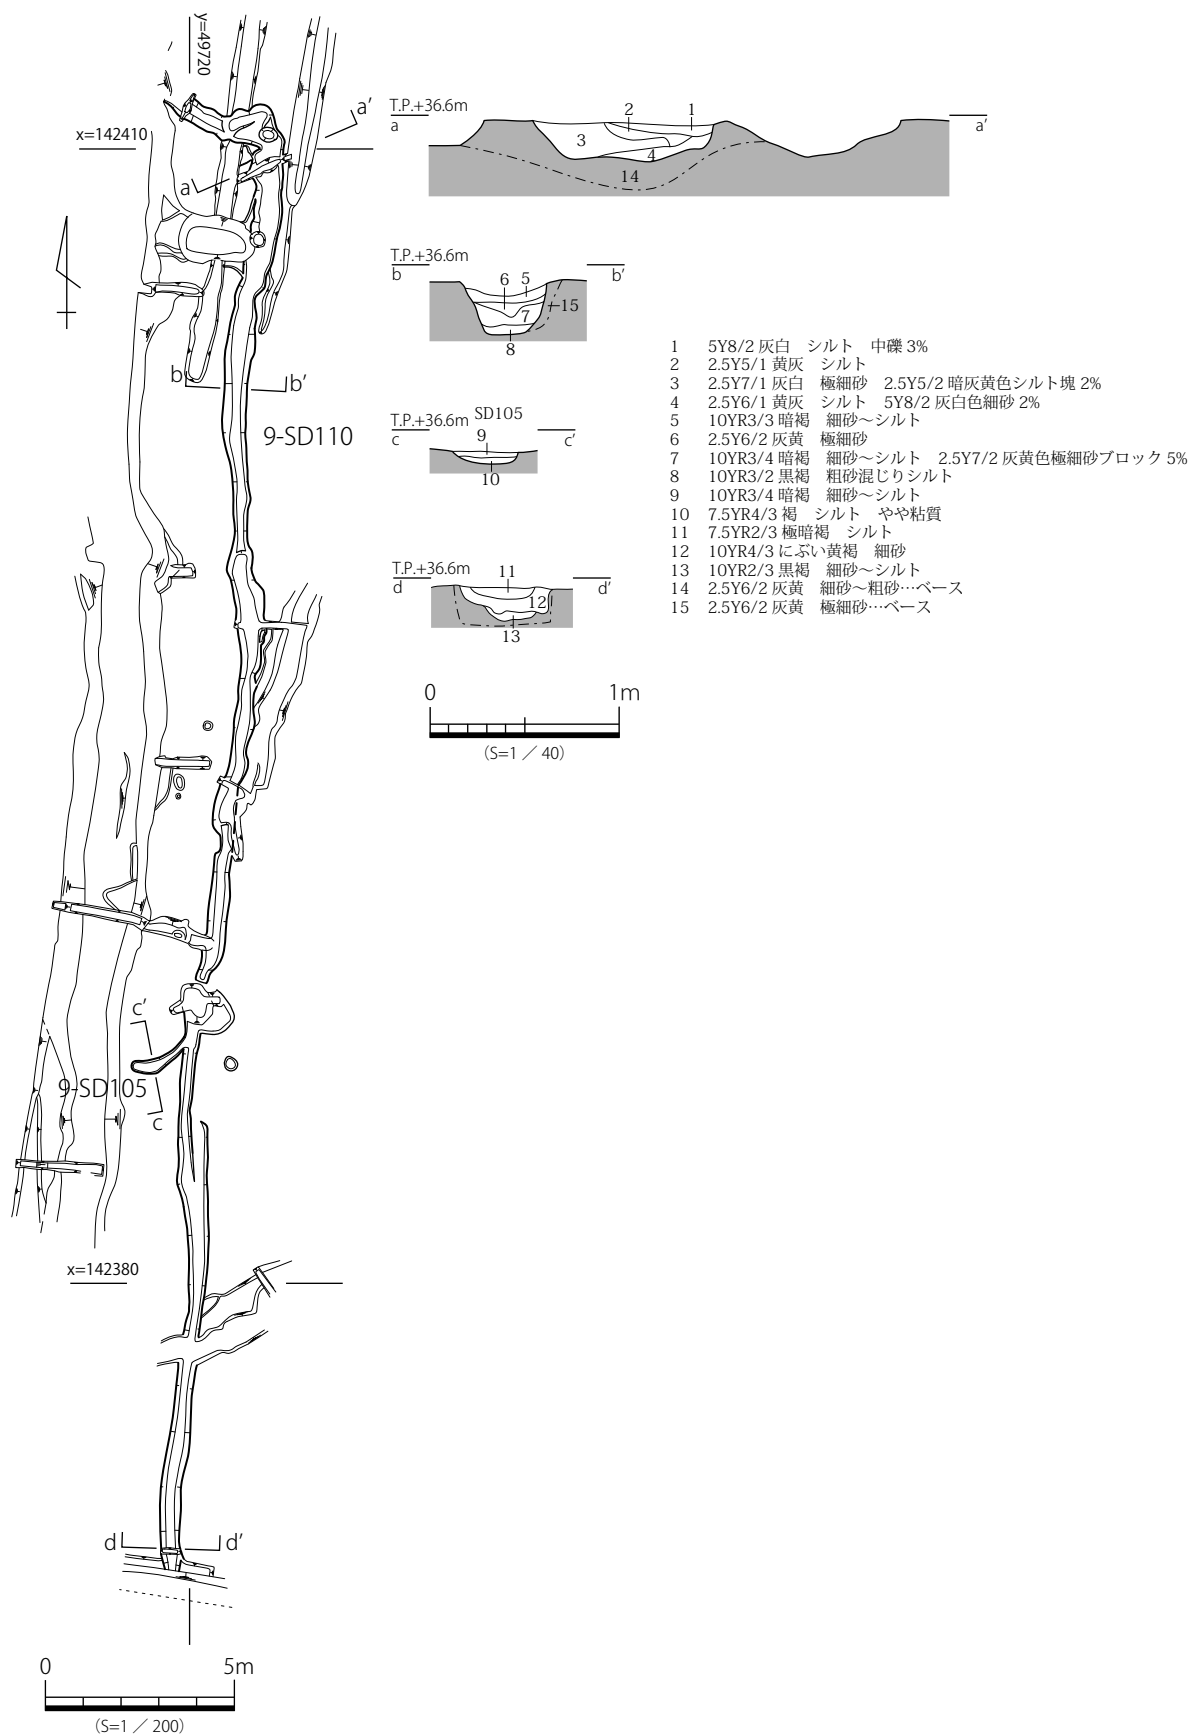 y=49720
x=142410
a
a'
b
b'
9-SD110
c'
9-SD105
c
x=142380
d
d'
0 5m
(S=1 ／ 200)
T.P.+36.6m
a
a'
2
1
3
4
14
T.P.+36.6m
b
b'
6
5
15
7
8
T.P.+36.6m
SD105
c
c'
9
10
T.P.+36.6m
d
d'
11
12
13
0 1m
(S=1 ／ 40)
1 5Y8/2 灰白 シルト 中礫 3%
2 2.5Y5/1 黄灰 シルト
3 2.5Y7/1 灰白 極細砂 2.5Y5/2 暗灰黄色シルト塊 2%
4 2.5Y6/1 黄灰 シルト 5Y8/2 灰白色細砂 2%
5 10YR3/3 暗褐 細砂～シルト
6 2.5Y6/2 灰黄 極細砂
7 10YR3/4 暗褐 細砂～シルト 2.5Y7/2 灰黄色極細砂ブロック 5%
8 10YR3/2 黒褐 粗砂混じりシルト
9 10YR3/4 暗褐 細砂～シルト
10 7.5YR4/3 褐 シルト やや粘質
11 7.5YR2/3 極暗褐 シルト
12 10YR4/3 にぶい黄褐 細砂
13 10YR2/3 黒褐 細砂～シルト
14 2.5Y6/2 灰黄 細砂～粗砂…ベース
15 2.5Y6/2 灰黄 極細砂…ベース